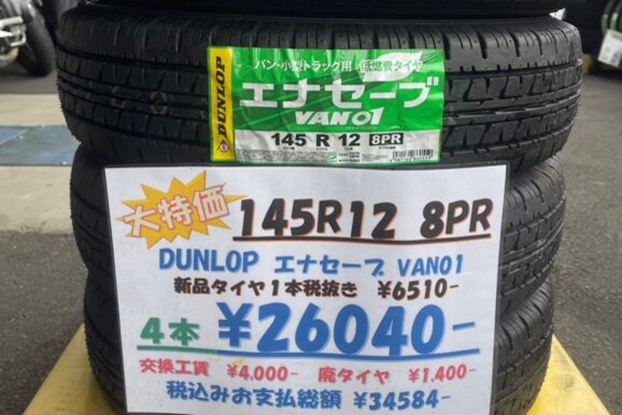 DUNLOP
バン・小型トラック用 低燃費タイヤ
エナセーブ
VAN01
145 R 12 8PR
大特価
145R12 8PR
DUNLOP エナセーブ VAN01
新品タイヤ1本税抜き ¥6510-
4本 ¥26040-
交換工賃 ¥4,000- 廃タイヤ ¥1,400-
税込みお支払総額 ¥34584-